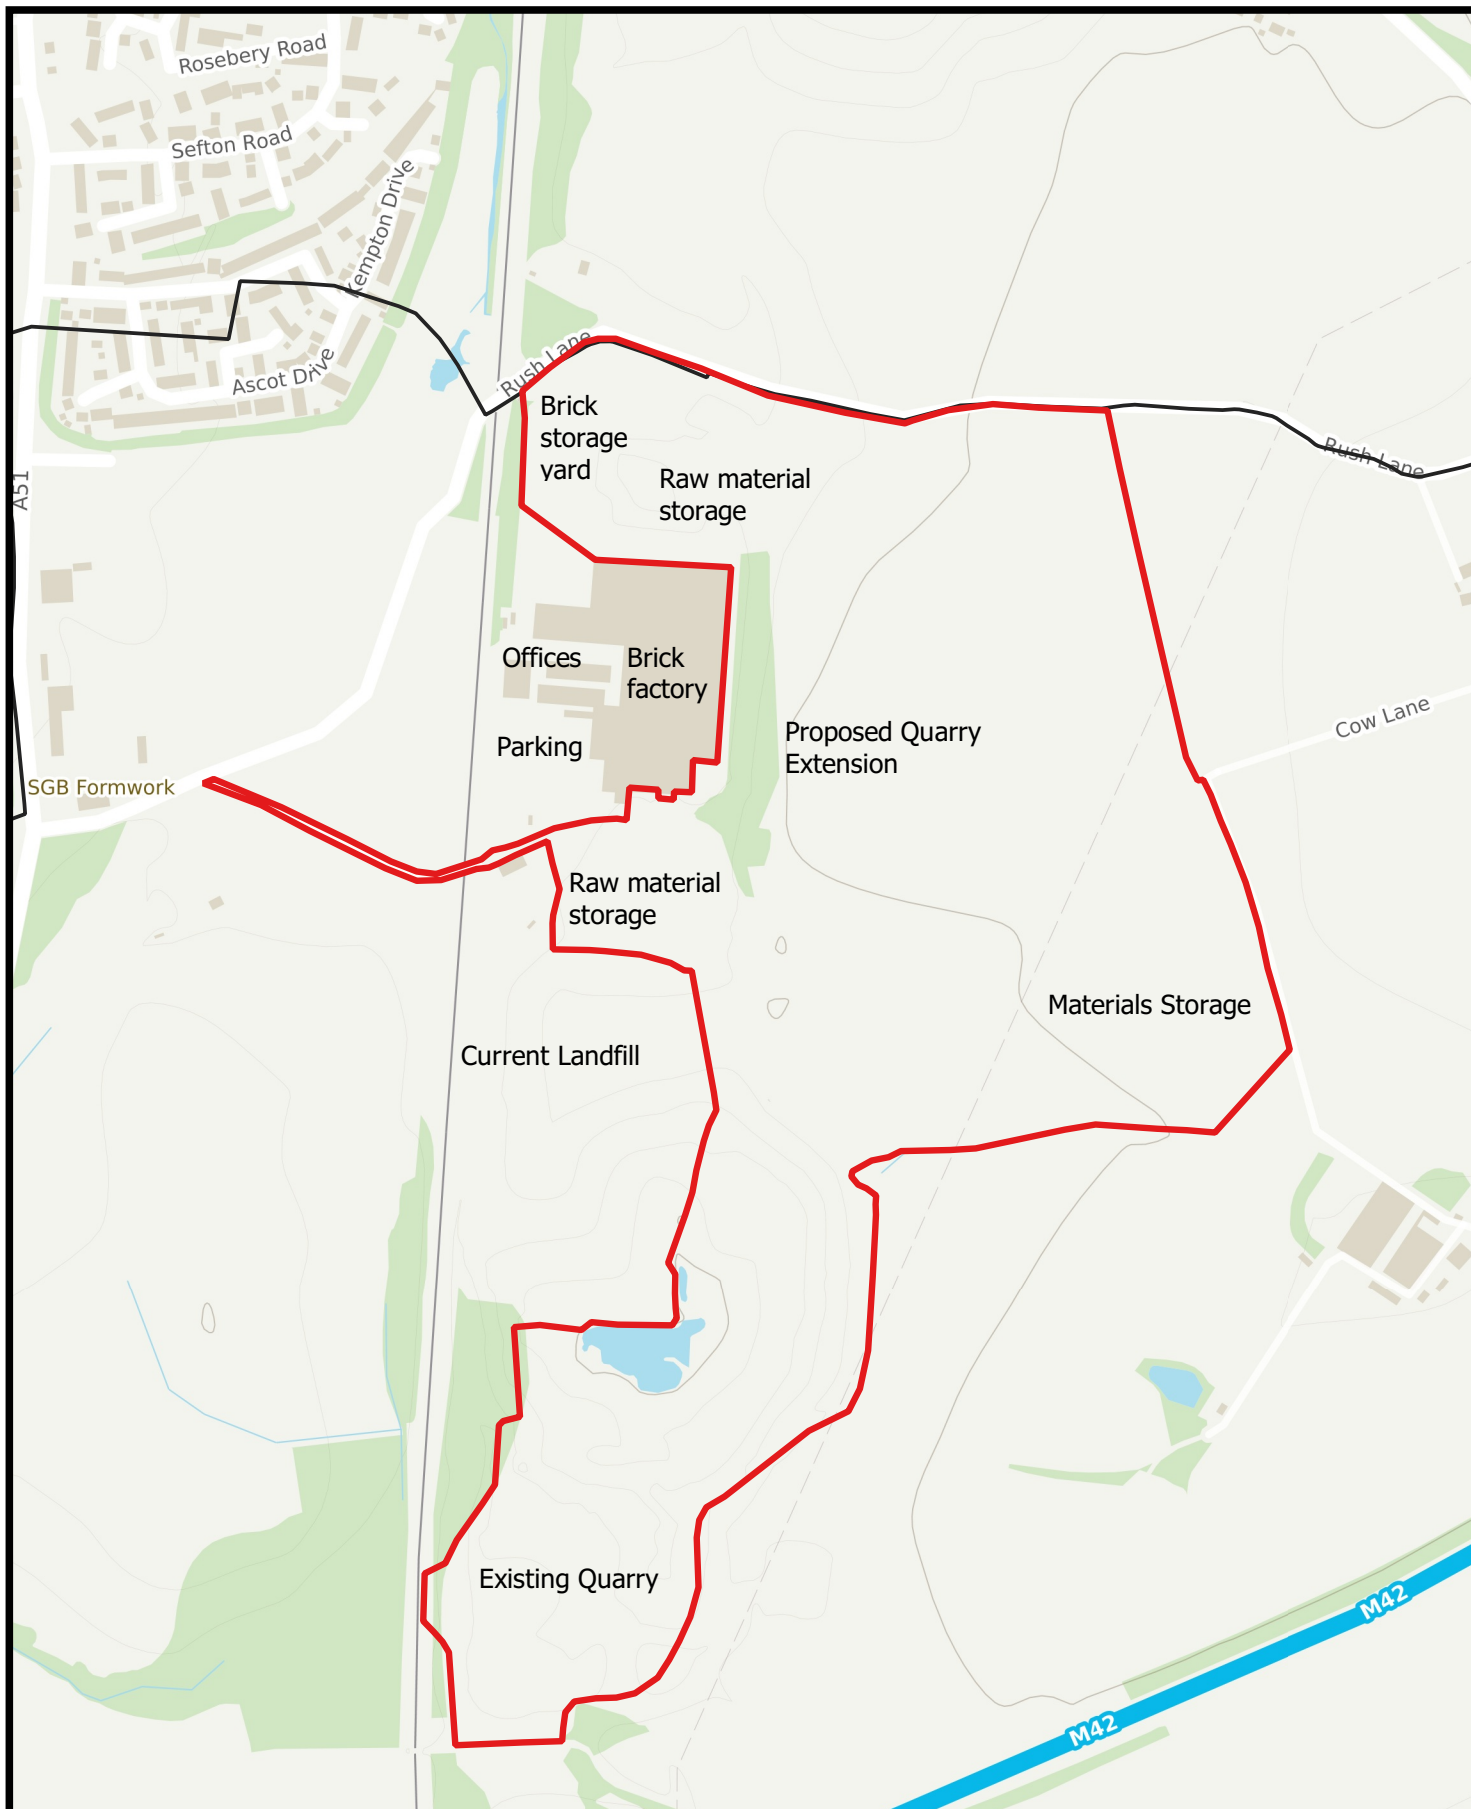 Rosebery Road
Sefton Road
Kempton Drive
Ascot Drive
Rush Lane
A51
Brick
storage
yard
Raw material
storage
Rush Lane
Offices
Brick
factory
Parking
Proposed Quarry
Extension
Cow Lane
SGB Formwork
Raw material
storage
Materials Storage
Current Landfill
Existing Quarry
M42
M42